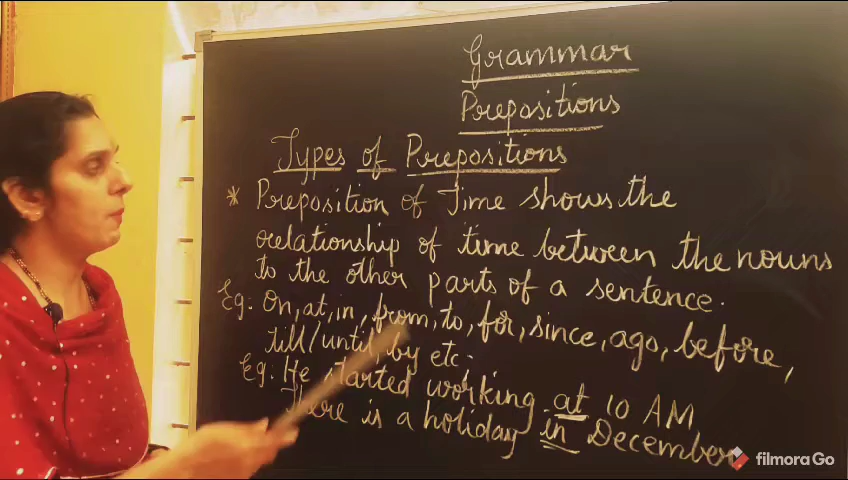 Grammar
Prepositions
Types of Prepositions
* Preposition of Time shows the
relationship of time between the nouns
to the other parts of a sentence.
Eg: On, at, in, from, to, for, since, ago, before,
till/until, by etc.
Eg: He started working at 10 AM
There is a holiday in December
filmora Go